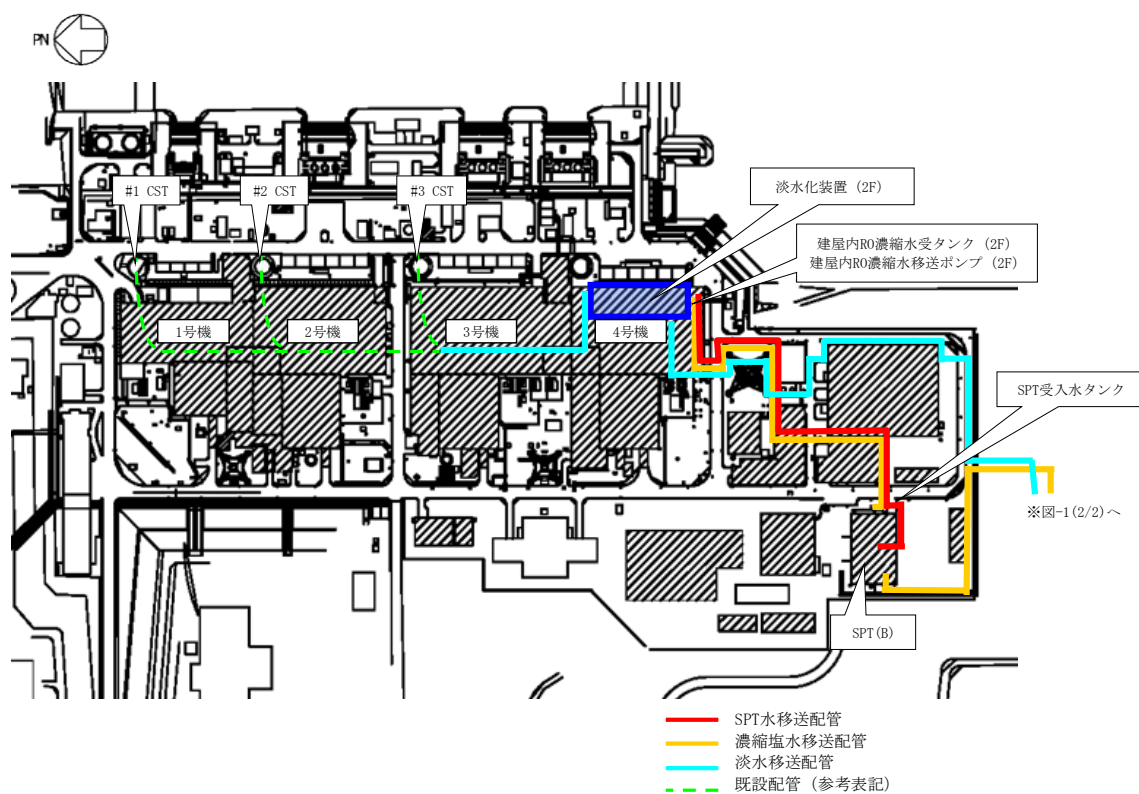 PN
#1 CST
#2 CST
#3 CST
淡水化装置 (2F)
建屋内RO濃縮水受タンク (2F)
建屋内RO濃縮水移送ポンプ (2F)
1号機
2号機
3号機
4号機
SPT受入水タンク
※図-1(2/2)へ
SPT(B)
SPT水移送配管
濃縮塩水移送配管
淡水移送配管
既設配管 (参考表記)